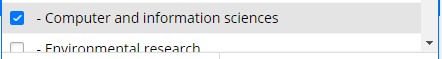 - Computer and information sciences
- Environmental research